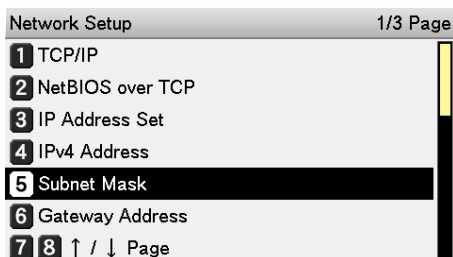 Network Setup 1/3 Page
1 TCP/IP
2 NetBIOS over TCP
3 IP Address Set
4 IPv4 Address
5 Subnet Mask
6 Gateway Address
7 8 ↑ / ↓ Page